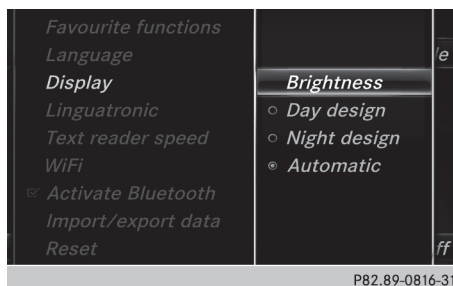 Favourite functions
Language
Display
Linguatronic
Text reader speed
WiFi
Activate Bluetooth
Import/export data
Reset
Brightness
Day design
Night design
Automatic
e
ff
P82.89-0816-31